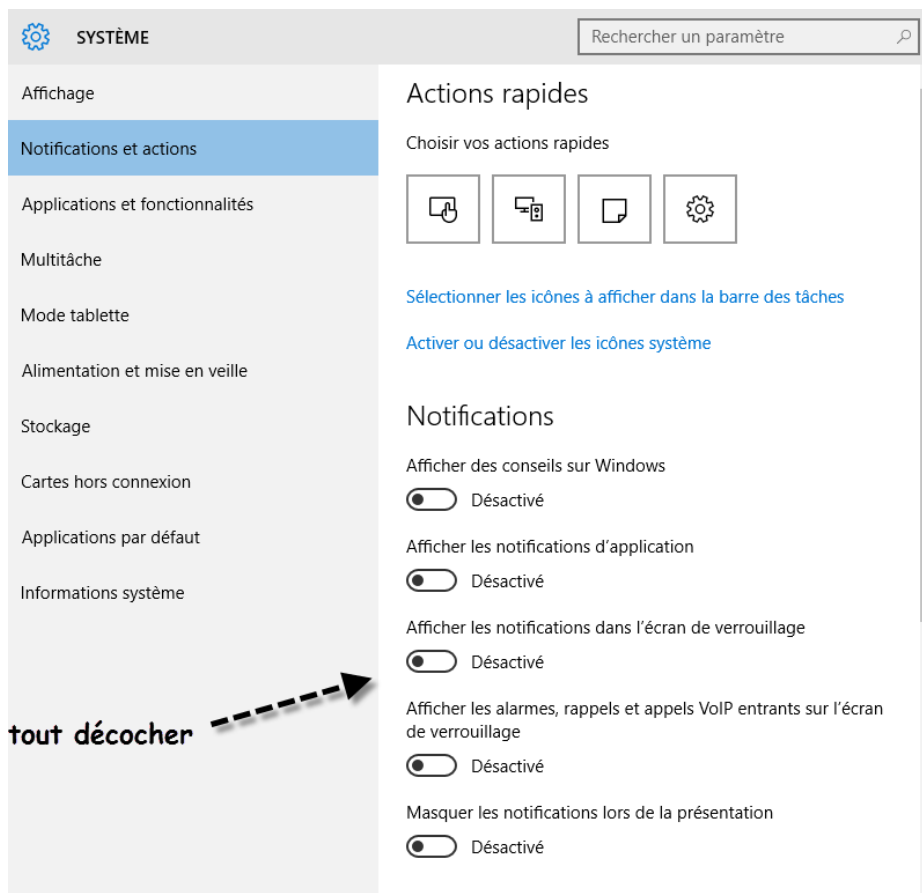 SYSTÈME
Rechercher un paramètre
Affichage
Notifications et actions
Applications et fonctionnalités
Multitâche
Mode tablette
Alimentation et mise en veille
Stockage
Cartes hors connexion
Applications par défaut
Informations système
tout décocher
Actions rapides
Choisir vos actions rapides
Sélectionner les icônes à afficher dans la barre des tâches
Activer ou désactiver les icônes système
Notifications
Afficher des conseils sur Windows
Désactivé
Afficher les notifications d'application
Désactivé
Afficher les notifications dans l'écran de verrouillage
Désactivé
Afficher les alarmes, rappels et appels VoIP entrants sur l'écran
de verrouillage
Désactivé
Masquer les notifications lors de la présentation
Désactivé